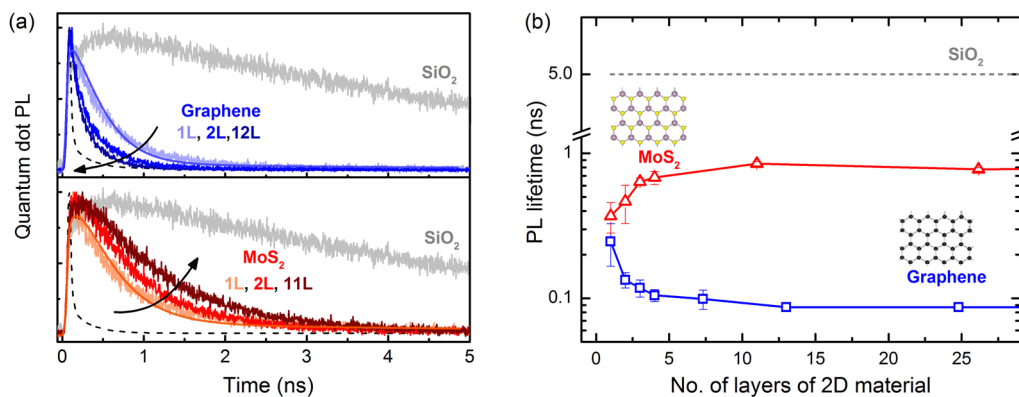 (a)
Quantum dot PL
SiO₂
Graphene
1L, 2L,12L
SiO₂
MoS₂
1L, 2L, 11L
0 1 2 3 4 5
Time (ns)
(b)
PL lifetime (ns)
5.0
1
0.1
SiO₂
MoS₂
Graphene
0 5 10 15 20 25
No. of layers of 2D material